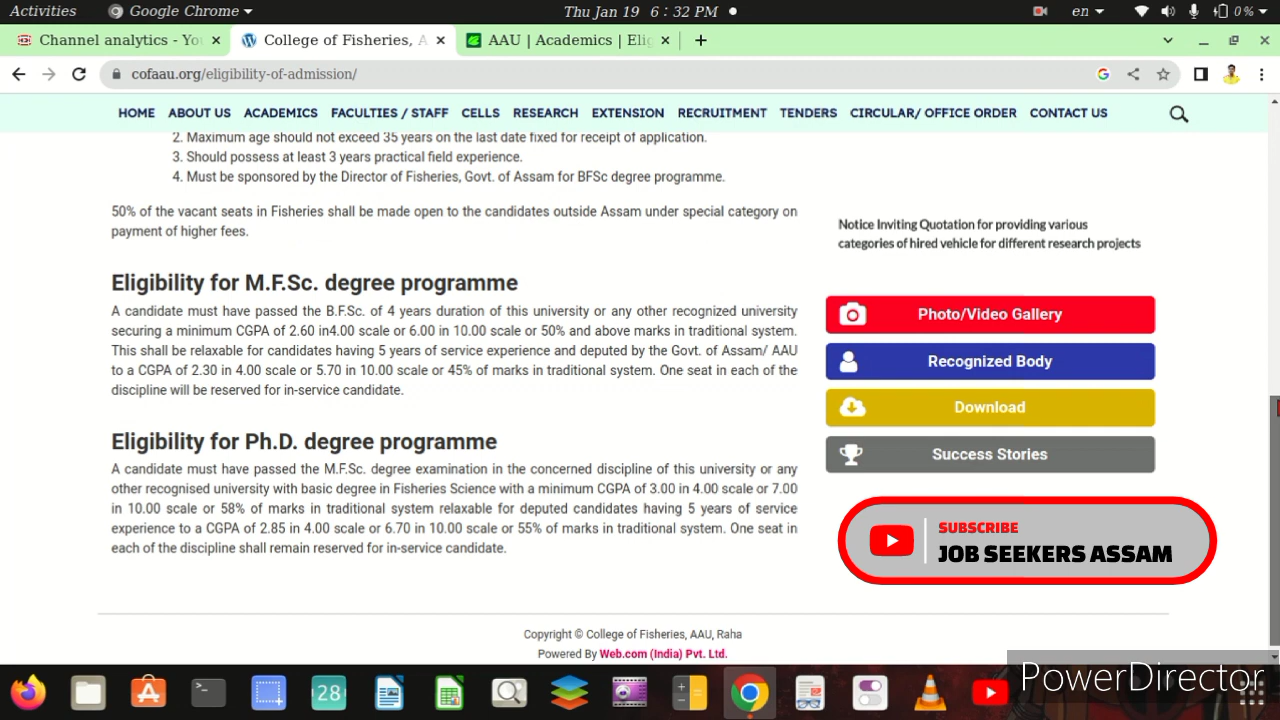 Activities Google Chrome Thu Jan 19 6 : 32 PM en 0 %
Channel analytics - You College of Fisheries, A AAU | Academics | Elig
cofaau.org/eligibility-of-admission/
HOME ABOUT US ACADEMICS FACULTIES / STAFF CELLS RESEARCH EXTENSION RECRUITMENT TENDERS CIRCULAR/ OFFICE ORDER CONTACT US
2. Maximum age should not exceed 35 years on the last date fixed for receipt of application.
3. Should possess at least 3 years practical field experience.
4. Must be sponsored by the Director of Fisheries, Govt. of Assam for BFSc degree programme.
50% of the vacant seats in Fisheries shall be made open to the candidates outside Assam under special category on
payment of higher fees.
Eligibility for M.F.Sc. degree programme
A candidate must have passed the B.F.Sc. of 4 years duration of this university or any other recognized university
securing a minimum CGPA of 2.60 in4.00 scale or 6.00 in 10.00 scale or 50% and above marks in traditional system.
This shall be relaxable for candidates having 5 years of service experience and deputed by the Govt. of Assam/ AAU
to a CGPA of 2.30 in 4.00 scale or 5.70 in 10.00 scale or 45% of marks in traditional system. One seat in each of the
discipline will be reserved for in-service candidate.
Eligibility for Ph.D. degree programme
A candidate must have passed the M.F.Sc. degree examination in the concerned discipline of this university or any
other recognised university with basic degree in Fisheries Science with a minimum CGPA of 3.00 in 4.00 scale or 7.00
in 10.00 scale or 58% of marks in traditional system relaxable for deputed candidates having 5 years of service
experience to a CGPA of 2.85 in 4.00 scale or 6.70 in 10.00 scale or 55% of marks in traditional system. One seat in
each of the discipline shall remain reserved for in-service candidate.
Notice Inviting Quotation for providing various
categories of hired vehicle for different research projects
Photo/Video Gallery
Recognized Body
Download
Success Stories
SUBSCRIBE
JOB SEEKERS ASSAM
Copyright © College of Fisheries, AAU, Raha
Powered By Web.com (India) Pvt. Ltd.
28
PowerDirector